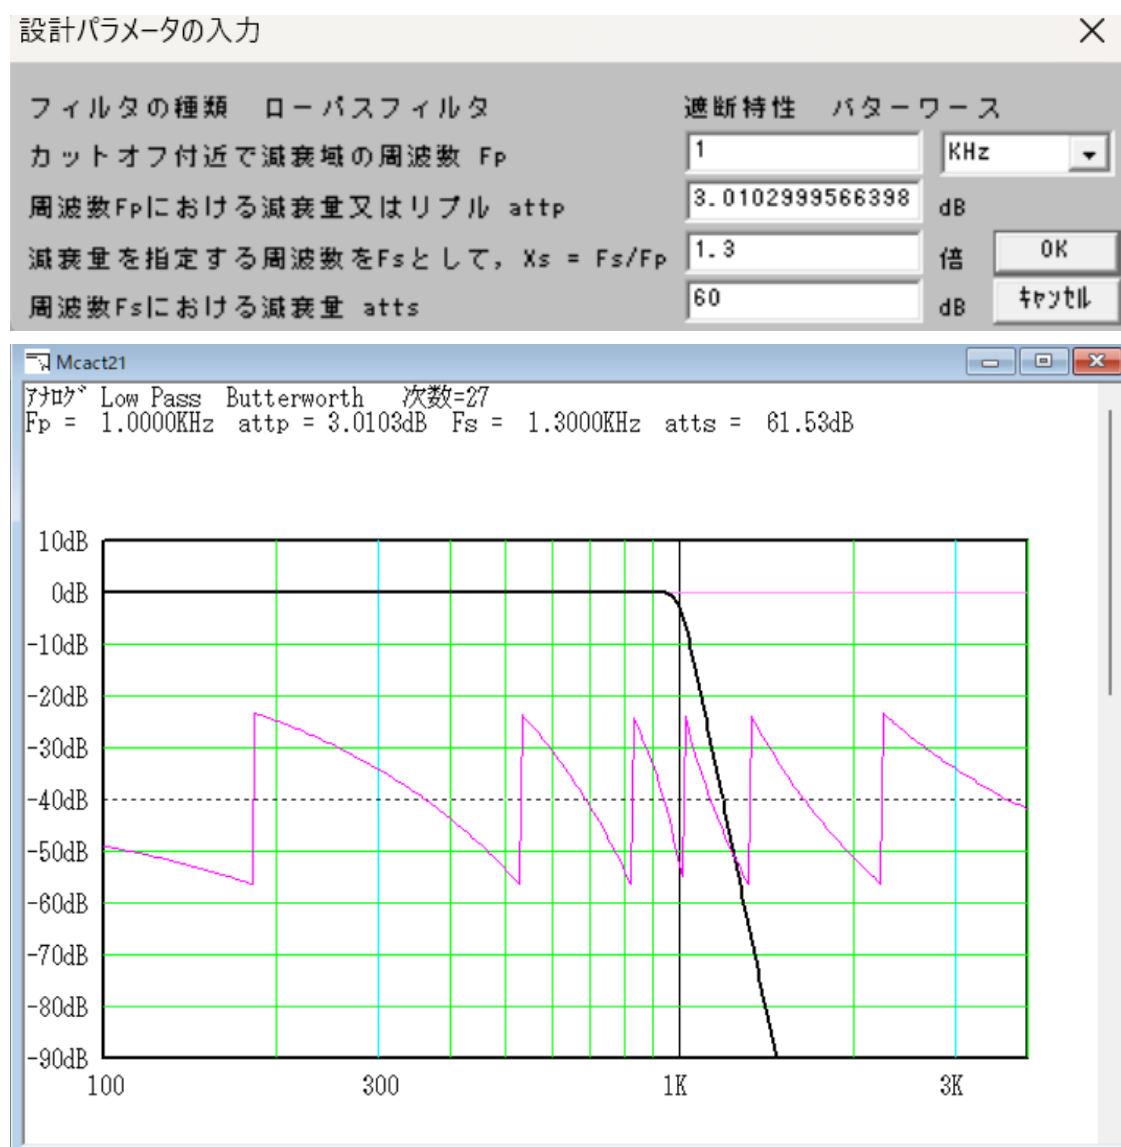 設計パラメータの入力
フィルタの種類 ローパスフィルタ 遮断特性 バターワース
カットオフ付近で減衰域の周波数 Fp 1 KHz
周波数Fpにおける減衰量又はリプル attp 3.0102999566398 dB
減衰量を指定する周波数をFsとして, Xs = Fs/Fp 1.3 倍 OK
周波数Fsにおける減衰量 atts 60 dB ｷｬﾝｾﾙ
Mcact21
ｱﾅﾛｸﾞ Low Pass Butterworth 次数=27
Fp = 1.0000KHz attp = 3.0103dB Fs = 1.3000KHz atts = 61.53dB
10dB
0dB
-10dB
-20dB
-30dB
-40dB
-50dB
-60dB
-70dB
-80dB
-90dB
100 300 1K 3K